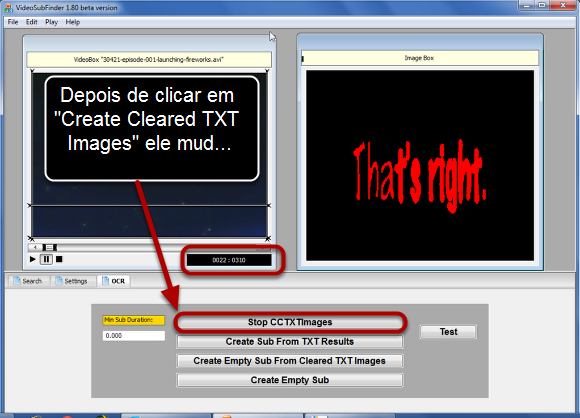 VideoSubFinder 1.80 beta version
File Edit Play Help
VideoBox "30421-episode-001-launching-fireworks.avi"
Image Box
Depois de clicar em
"Create Cleared TXT
Images" ele mud...
That's right.
0022 : 0310
Search Settings OCR
Min Sub Duration:
0.000
Stop CCTXTImages
Create Sub From TXT Results
Create Empty Sub From Cleared TXT Images
Create Empty Sub
Test